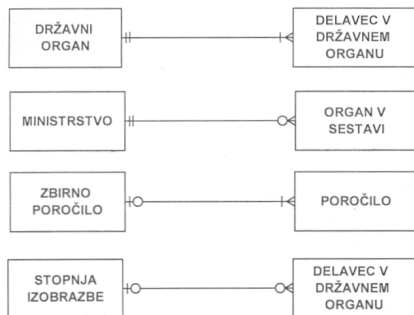 DRŽAVNI
ORGAN
DELAVEC V
DRŽAVNEM
ORGANU
MINISTRSTVO
ORGAN V
SESTAVI
ZBIRNO
POROČILO
POROČILO
STOPNJA
IZOBRAZBE
DELAVEC V
DRŽAVNEM
ORGANU